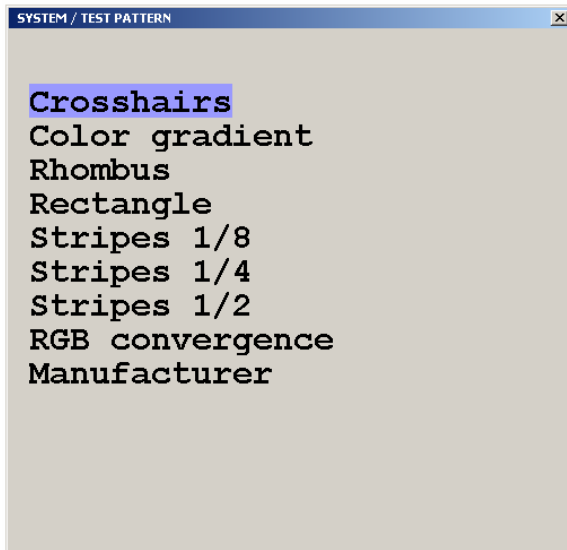 SYSTEM / TEST PATTERN
Crosshairs
Color gradient
Rhombus
Rectangle
Stripes 1/8
Stripes 1/4
Stripes 1/2
RGB convergence
Manufacturer